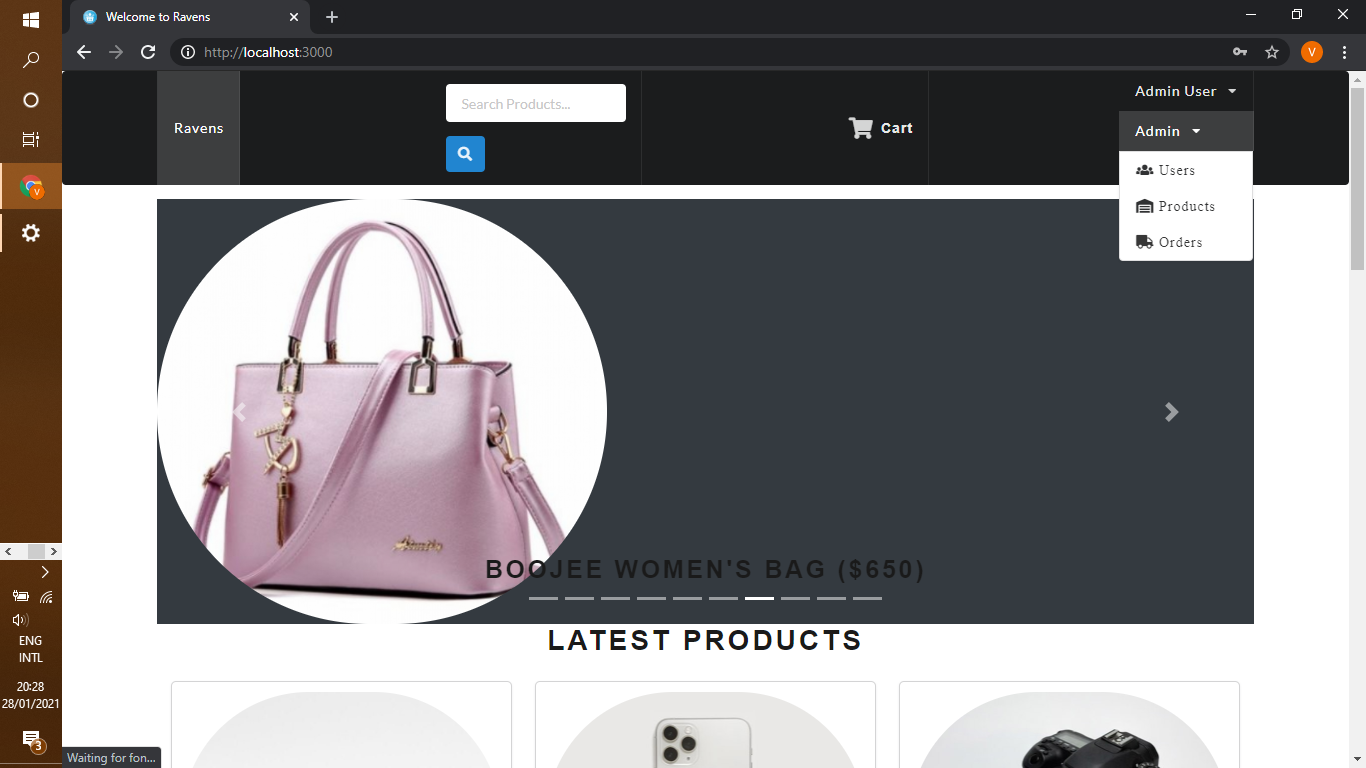 Welcome to Ravens
http://localhost:3000
V
Ravens
Search Products...
Cart
Admin User
Admin
Users
Products
Orders
BOOJEE WOMEN'S BAG ($650)
LATEST PRODUCTS
ENG
INTL
20:28
28/01/2021
3
Waiting for fon...